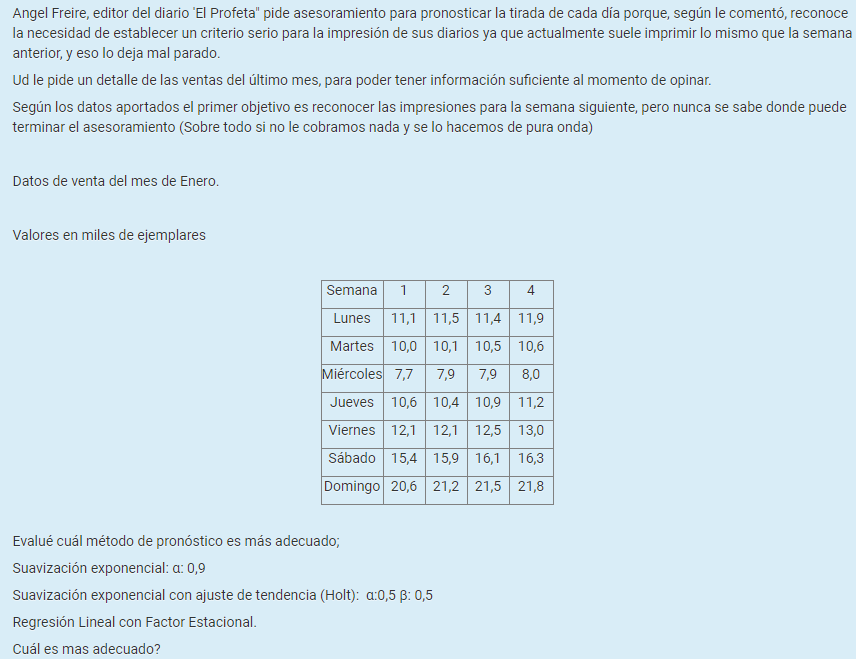 Angel Freire, editor del diario 'El Profeta" pide asesoramiento para pronosticar la tirada de cada día porque, según le comentó, reconoce
la necesidad de establecer un criterio serio para la impresión de sus diarios ya que actualmente suele imprimir lo mismo que la semana
anterior, y eso lo deja mal parado.
Ud le pide un detalle de las ventas del último mes, para poder tener información suficiente al momento de opinar.
Según los datos aportados el primer objetivo es reconocer las impresiones para la semana siguiente, pero nunca se sabe donde puede
terminar el asesoramiento (Sobre todo si no le cobramos nada y se lo hacemos de pura onda)
Datos de venta del mes de Enero.
Valores en miles de ejemplares
Semana 1 2 3 4
Lunes 11,1 11,5 11,4 11,9
Martes 10,0 10,1 10,5 10,6
Miércoles 7,7 7,9 7,9 8,0
Jueves 10,6 10,4 10,9 11,2
Viernes 12,1 12,1 12,5 13,0
Sábado 15,4 15,9 16,1 16,3
Domingo 20,6 21,2 21,5 21,8
Evalué cuál método de pronóstico es más adecuado;
Suavización exponencial: α: 0,9
Suavización exponencial con ajuste de tendencia (Holt): α:0,5 β: 0,5
Regresión Lineal con Factor Estacional.
Cuál es mas adecuado?